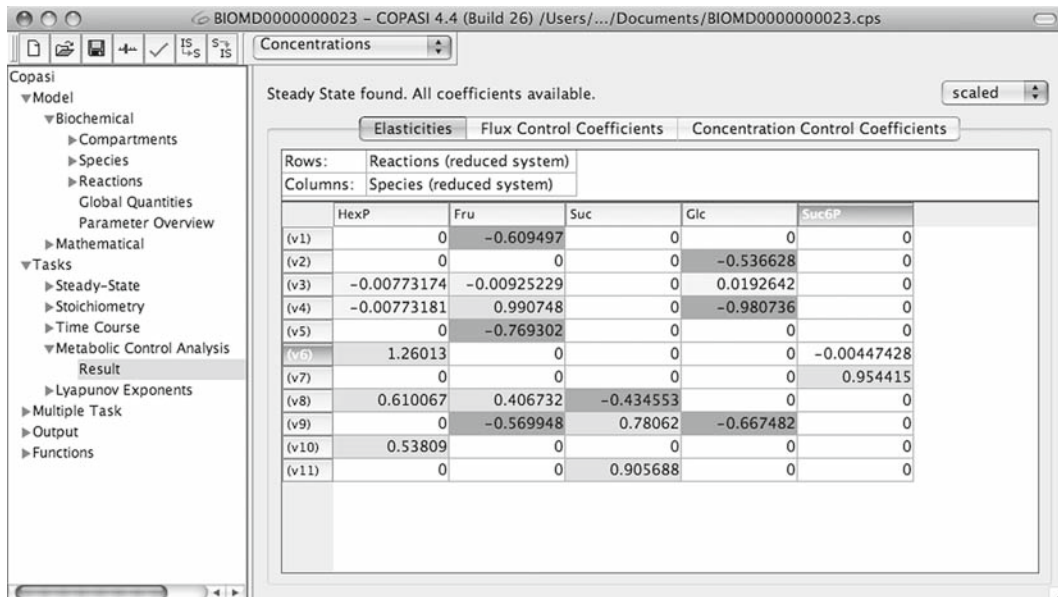 BIOMD0000000023 – COPASI 4.4 (Build 26) /Users/.../Documents/BIOMD0000000023.cps
IS S S IS Concentrations
Copasi
Model
Biochemical
Compartments
Species
Reactions
Global Quantities
Parameter Overview
Mathematical
Tasks
Steady-State
Stoichiometry
Time Course
Metabolic Control Analysis
Result
Lyapunov Exponents
Multiple Task
Output
Functions
Steady State found. All coefficients available. scaled
Elasticities Flux Control Coefficients Concentration Control Coefficients
Rows: Reactions (reduced system)
Columns: Species (reduced system)
HexP Fru Suc Glc Suc6P
(v1) 0 -0.609497 0 0 0
(v2) 0 0 0 -0.536628 0
(v3) -0.00773174 -0.00925229 0 0.0192642 0
(v4) -0.00773181 0.990748 0 -0.980736 0
(v5) 0 -0.769302 0 0 0
(v6) 1.26013 0 0 0 -0.00447428
(v7) 0 0 0 0 0.954415
(v8) 0.610067 0.406732 -0.434553 0 0
(v9) 0 -0.569948 0.78062 -0.667482 0
(v10) 0.53809 0 0 0 0
(v11) 0 0 0.905688 0 0